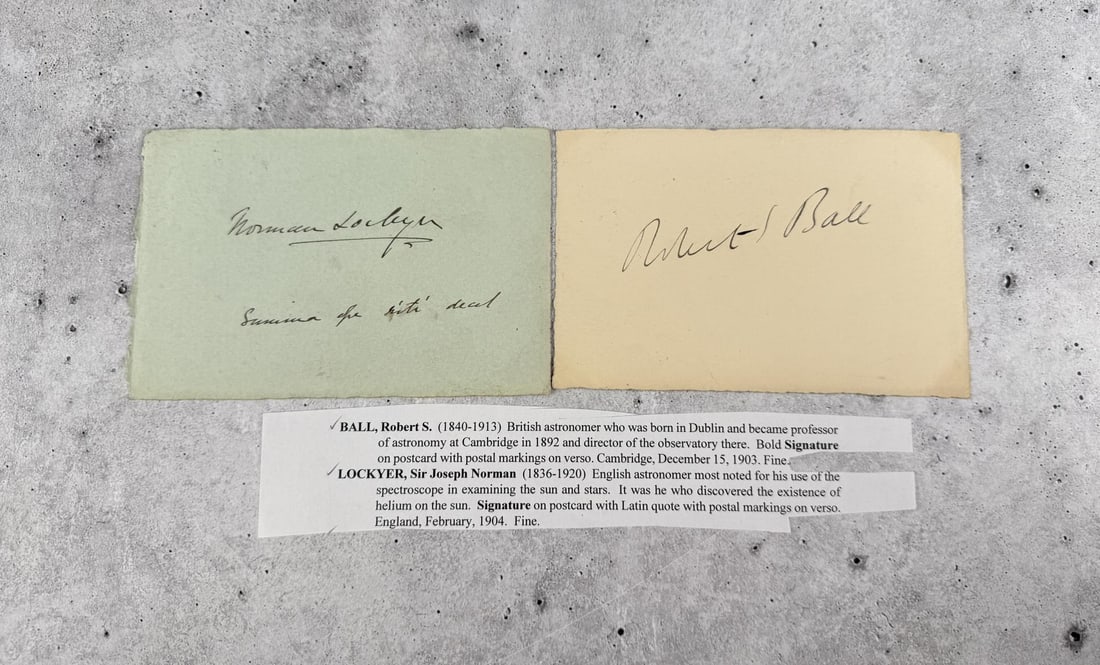 Norman Lockyer
Summa ope niti decet
Robert S Ball
BALL, Robert S. (1840-1913) British astronomer who was born in Dublin and became professor
of astronomy at Cambridge in 1892 and director of the observatory there. Bold Signature
on postcard with postal markings on verso. Cambridge, December 15, 1903. Fine.
LOCKYER, Sir Joseph Norman (1836-1920) English astronomer most noted for his use of the
spectroscope in examining the sun and stars. It was he who discovered the existence of
helium on the sun. Signature on postcard with Latin quote with postal markings on verso.
England, February, 1904. Fine.